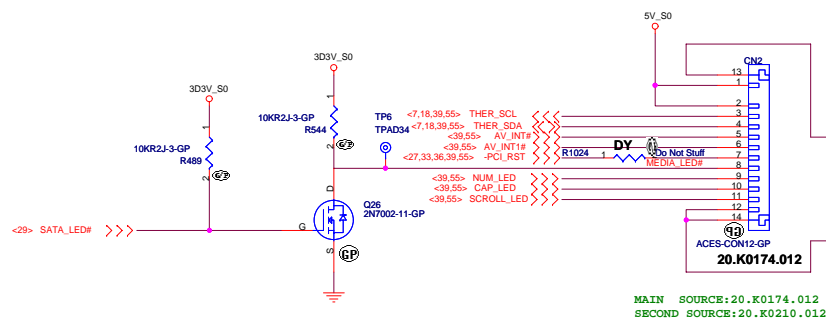 5V_S0
CN2
3D3V_S0
3D3V_S0
13
1
2
1
10KR2J-3-GP
R544
2
TP6
TPAD34
<7,18,39,55> THER_SCL
3
<7,18,39,55> THER_SDA
4
<39,55> AV_INT#
5
<39,55> AV_INT1#
6
DY
<27,33,36,39,55> -PCI_RST
R1024
1
Do Not Stuff
7
MEDIA_LED#
8
1
10KR2J-3-GP
R489
2
<39,55> NUM_LED
9
<39,55> CAP_LED
10
<39,55> SCROLL_LED
11
12
14
D
Q26
2N7002-11-GP
G
S
GP
<29> SATA_LED#
ACES-CON12-GP
20.K0174.012
MAIN SOURCE:20.K0174.012
SECOND SOURCE:20.K0210.012